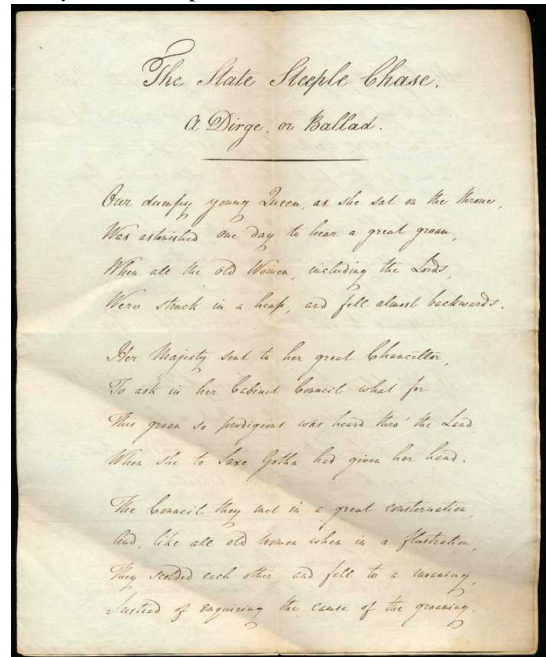 The State Steeple Chase.
A Dirge, or Ballad.
Our dumpy young Queen, as she sat on the throne,
Was astonished one day to hear a great groan,
When all the old Women, including the Lords,
Were struck in a heap, and fell almost backwards.
Her Majesty sent to her great Chancellor,
To ask in her Cabinet Council what for
This groan so prodigious was heard thro' the Land
When she to Saxe Gotha had given her hand.
The Council they met in a great consternation,
And, like all old women when in a flustration,
They scolded each other, and fell to a moaning,
Instead of enquiring the cause of the groaning.